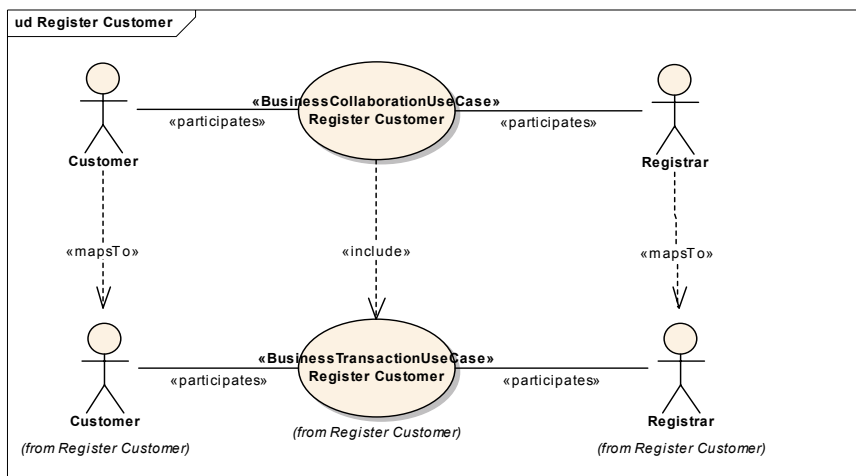 ud Register Customer
«BusinessCollaborationUseCase»
Register Customer
«participates»
«participates»
Customer
Registrar
«mapsTo»
«include»
«mapsTo»
«BusinessTransactionUseCase»
Register Customer
«participates»
«participates»
Customer
Registrar
(from Register Customer)
(from Register Customer)
(from Register Customer)